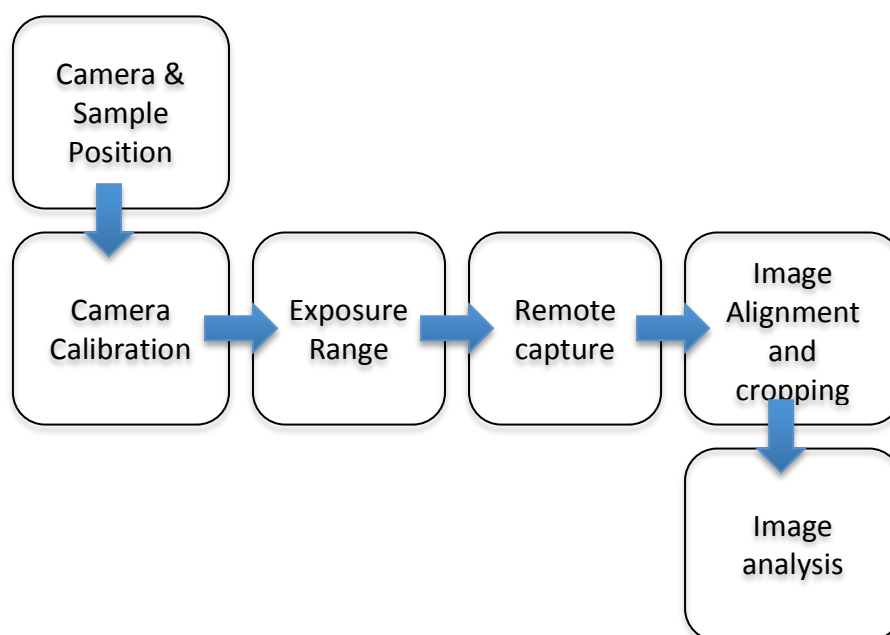 Camera &
Sample
Position
Camera
Calibration
Exposure
Range
Remote
capture
Image
Alignment
and
cropping
Image
analysis